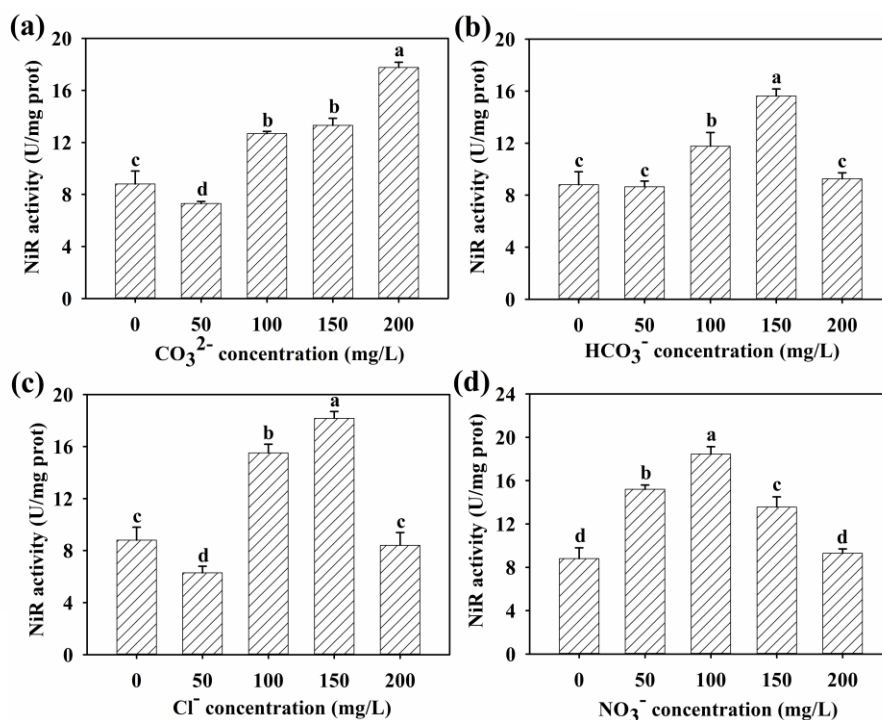 (a)
NiR activity (U/mg prot)
20
16
12
8
4
0
c
d
b
b
a
0 50 100 150 200
CO₃²⁻ concentration (mg/L)
(b)
NiR activity (U/mg prot)
20
16
12
8
4
0
c
c
b
a
c
0 50 100 150 200
HCO₃⁻ concentration (mg/L)
(c)
NiR activity (U/mg prot)
20
16
12
8
4
0
c
d
b
a
c
0 50 100 150 200
Cl⁻ concentration (mg/L)
(d)
NiR activity (U/mg prot)
24
20
16
12
8
4
0
d
b
a
c
d
0 50 100 150 200
NO₃⁻ concentration (mg/L)